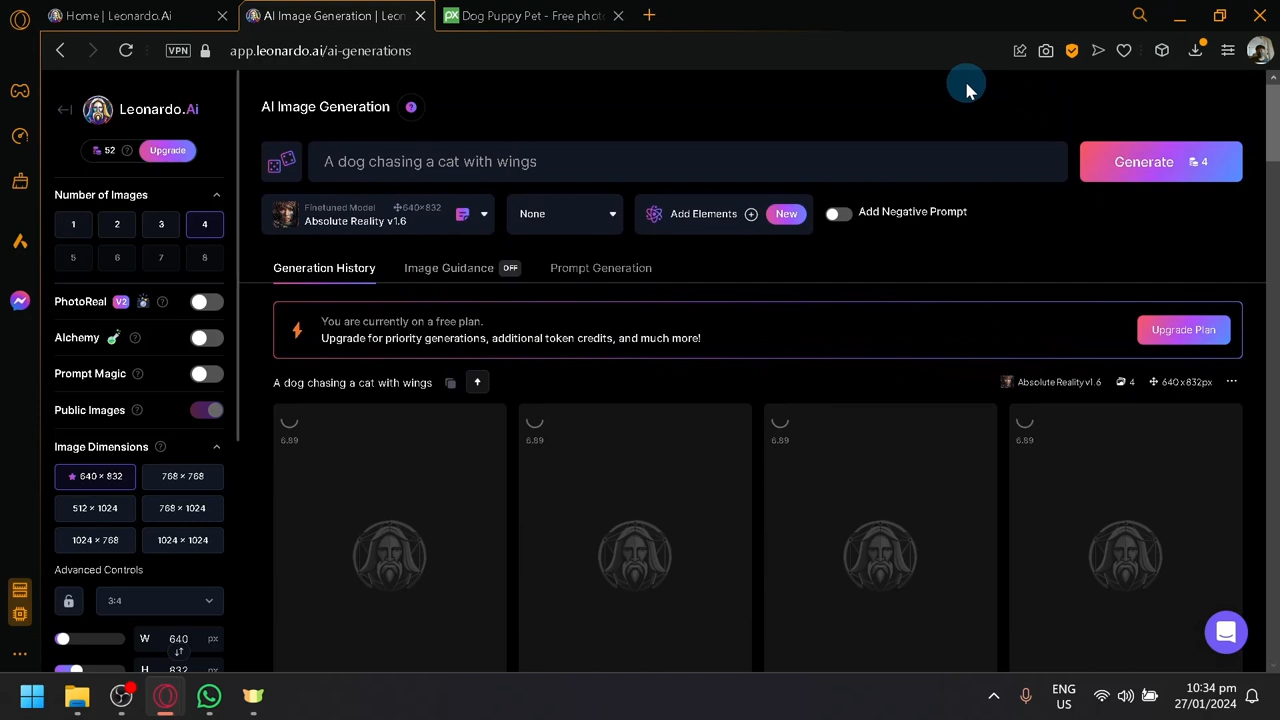 Home | Leonardo.Ai
AI Image Generation | Leon
Dog Puppy Pet - Free phot
VPN
app.leonardo.ai/ai-generations
Leonardo.Ai
52
Upgrade
Number of Images
1 2 3 4
5 6 7 8
PhotoReal V2
Alchemy
Prompt Magic
Public Images
Image Dimensions
640 × 832 768 × 768
512 × 1024 768 × 1024
1024 × 768 1024 × 1024
Advanced Controls
3:4
W 640 px
H 832 px
AI Image Generation ?
A dog chasing a cat with wings
Generate 4
Finetuned Model 640×832
Absolute Reality v1.6
None
Add Elements New
Add Negative Prompt
Generation History Image Guidance OFF Prompt Generation
You are currently on a free plan.
Upgrade for priority generations, additional token credits, and much more!
Upgrade Plan
A dog chasing a cat with wings
Absolute Reality v1.6 4 640x832px
6.89 6.89 6.89 6.89
ENG
US
10:34 pm
27/01/2024